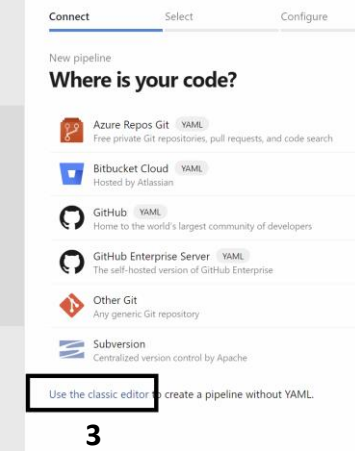 Connect Select Configure
New pipeline
Where is your code?
Azure Repos Git YAML
Free private Git repositories, pull requests, and code search
Bitbucket Cloud YAML
Hosted by Atlassian
GitHub YAML
Home to the world's largest community of developers
GitHub Enterprise Server YAML
The self-hosted version of GitHub Enterprise
Other Git
Any generic Git repository
Subversion
Centralized version control by Apache
Use the classic editor to create a pipeline without YAML.
3